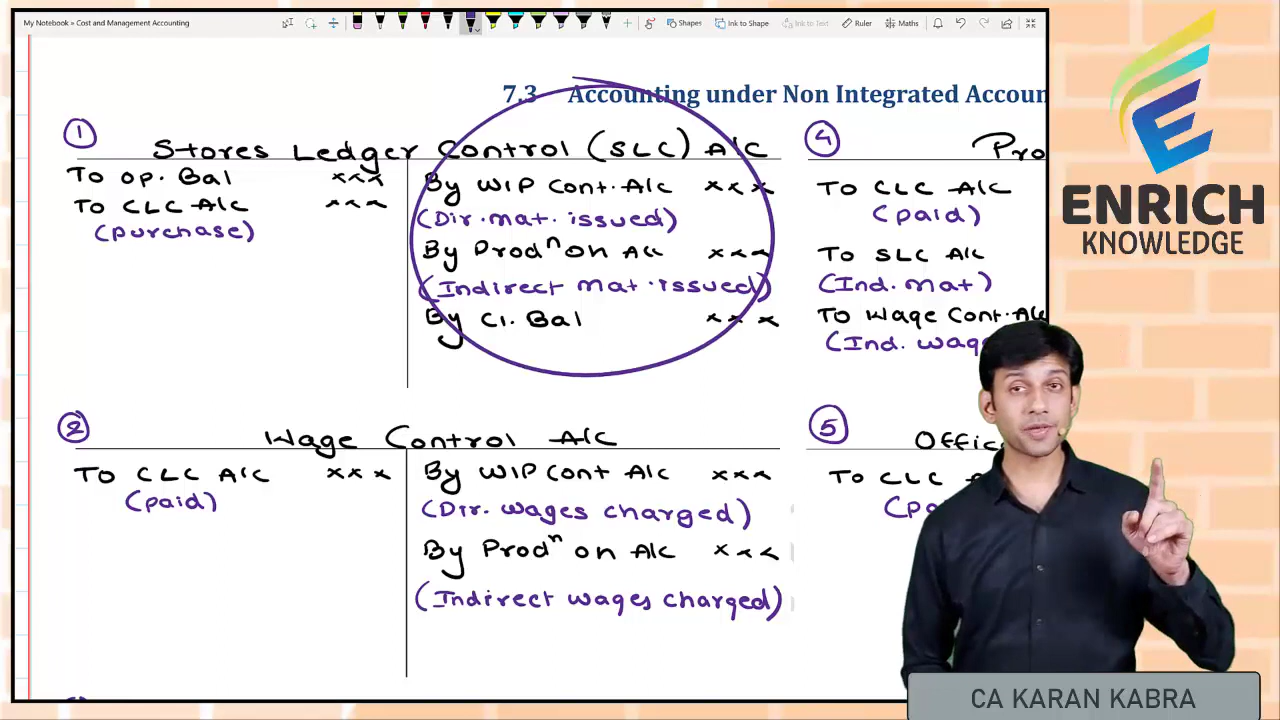 My Notebook » Cost and Management Accounting
Shapes
Ink to Shape
Ink to Text
Ruler
Maths
7.3 Accounting under Non Integrated Accoun
1
Stores Ledger Control (SLC) A/c
To Op. Bal xxx
To CLC A/c xxx
(purchase)
By WIP Cont. A/c xxx
(Dir. mat. issued)
By Prodn OH A/c xxx
(Indirect mat. issued)
By Cl. Bal xxx
2
Wage Control A/c
To CLC A/c xxx
(paid)
By WIP Cont A/c xxx
(Dir. wages charged)
By Prodn OH A/c xxx
(Indirect wages charged)
4
Pro
To CLC A/c
(paid)
To SLC A/c
(Ind. mat)
To Wage Cont. A/c
(Ind. wag
5
Offic
To CLC A
(pa
ENRICH
KNOWLEDGE
CA KARAN KABRA